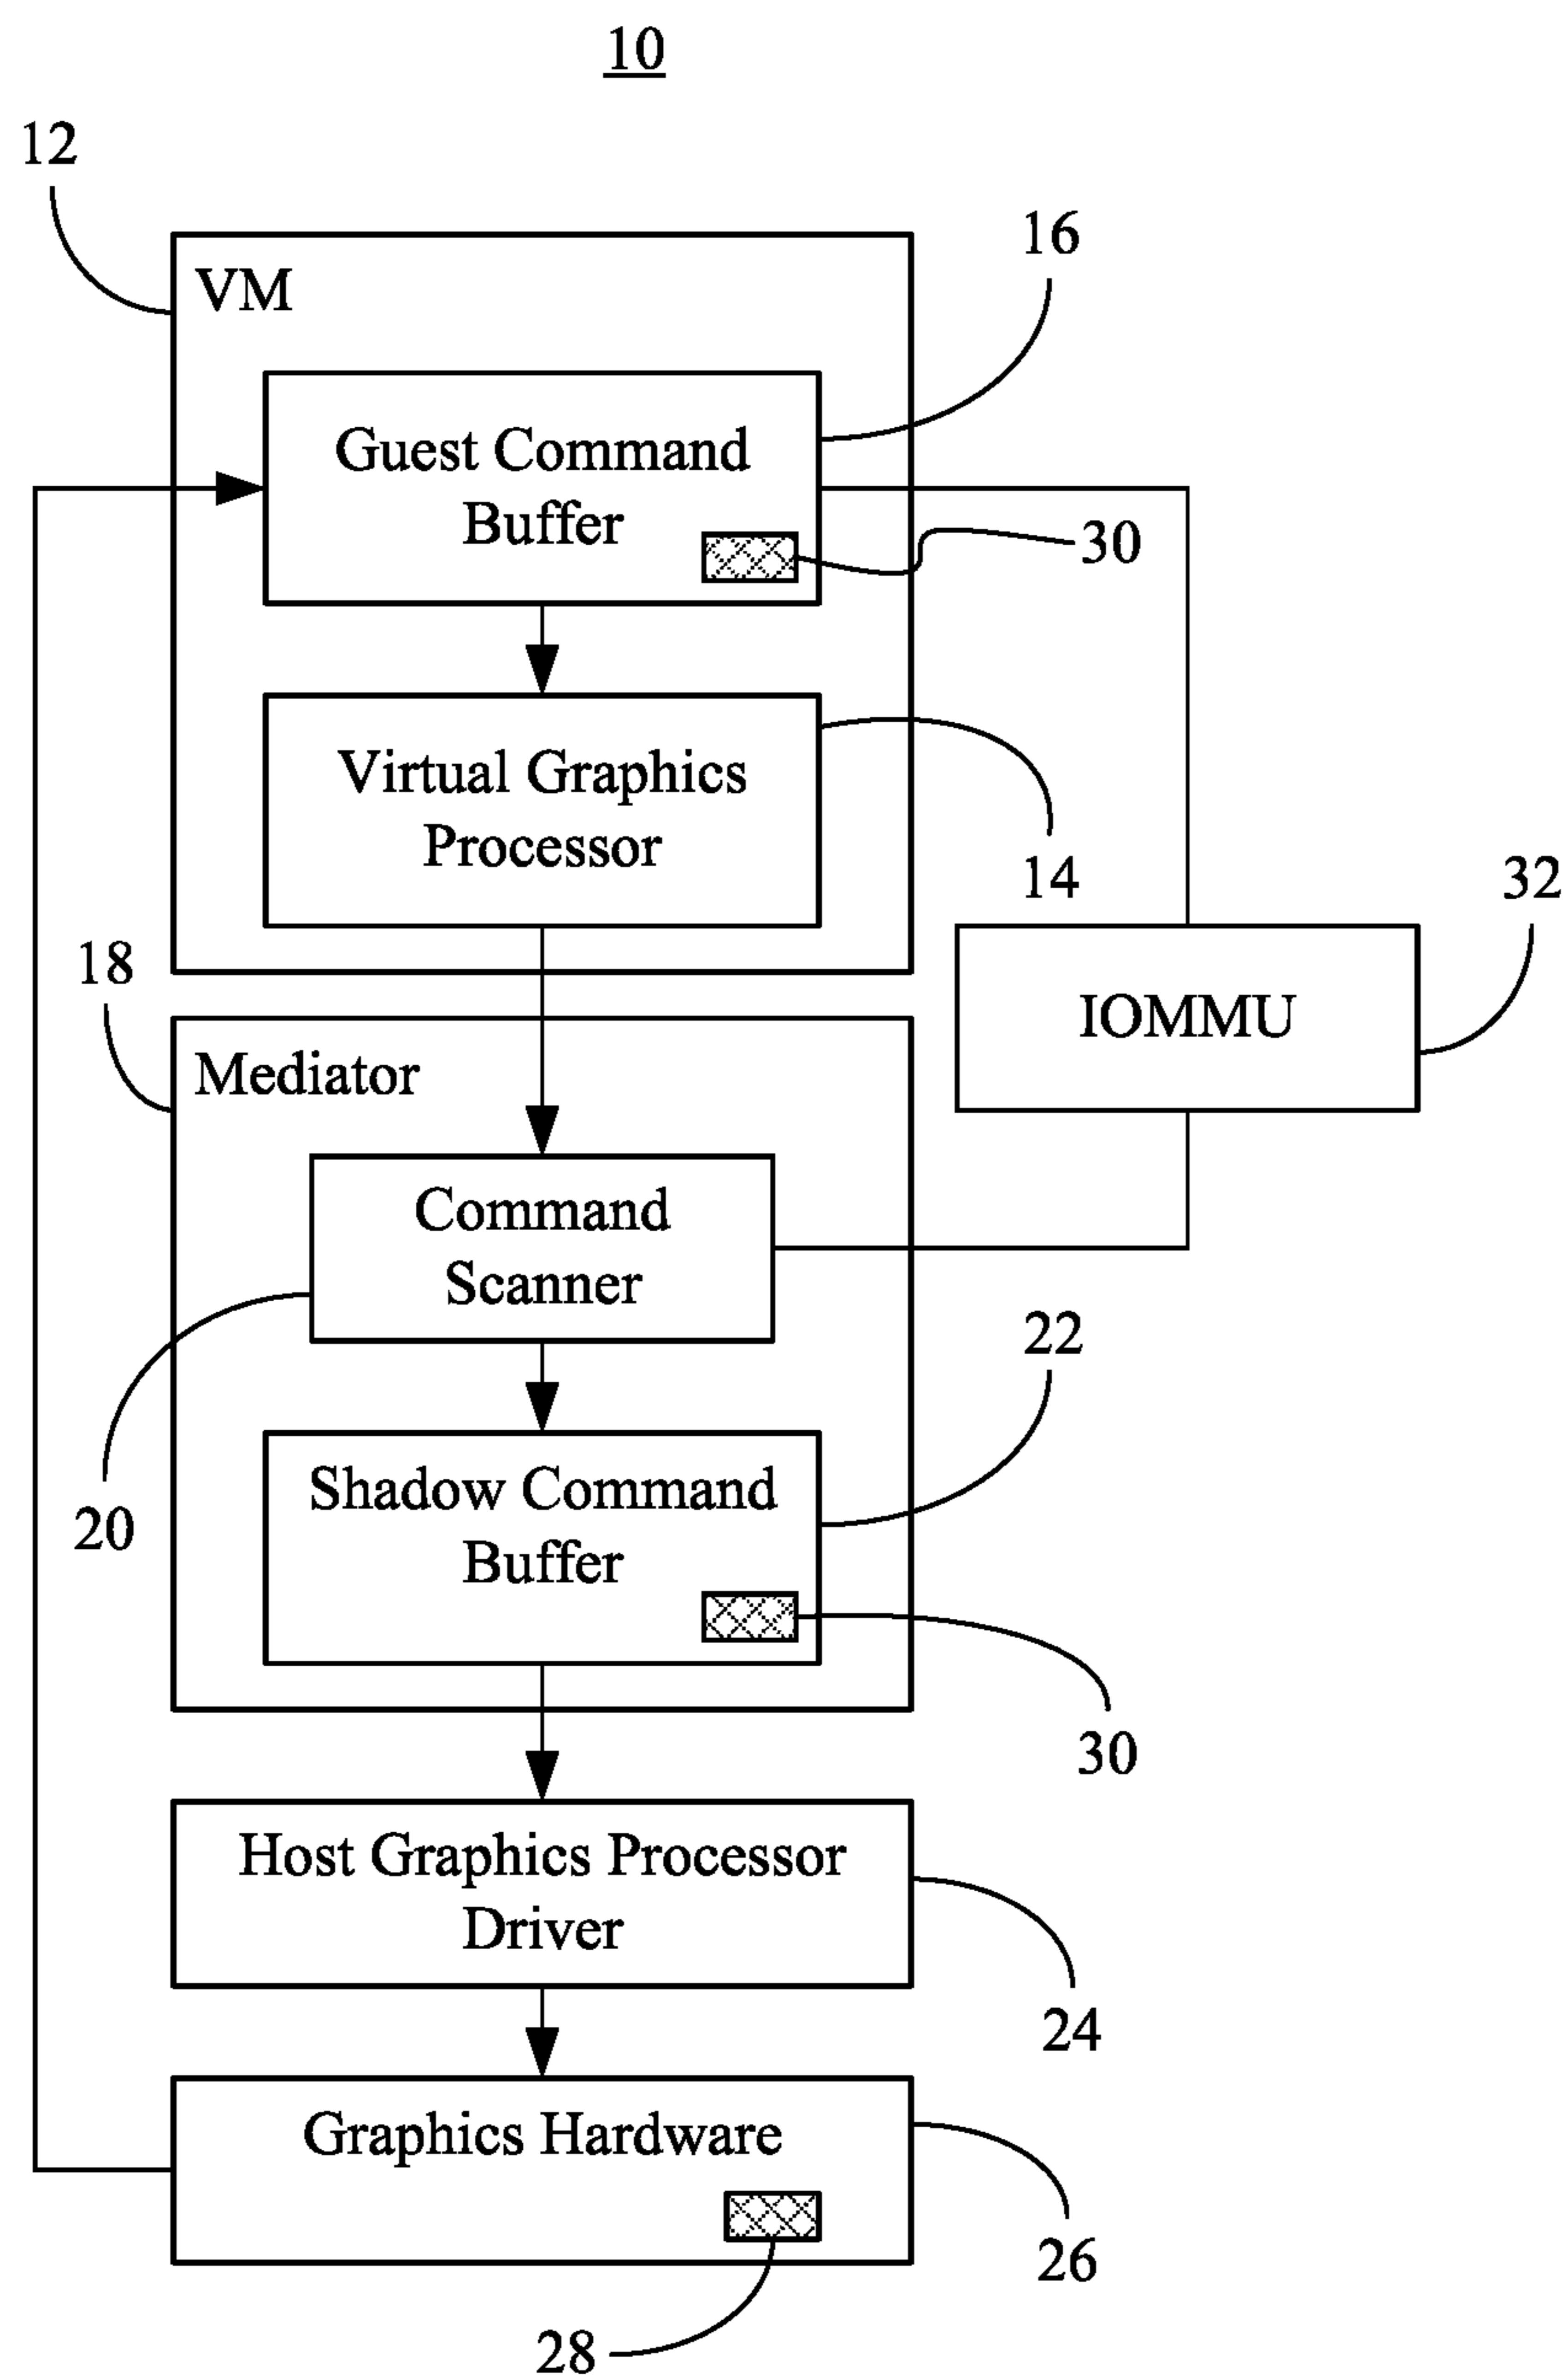 10
12
VM
16
Guest Command
Buffer
30
Virtual Graphics
Processor
14
32
18
IOMMU
Mediator
Command
Scanner
22
20
Shadow Command
Buffer
30
Host Graphics Processor
Driver
24
Graphics Hardware
26
28